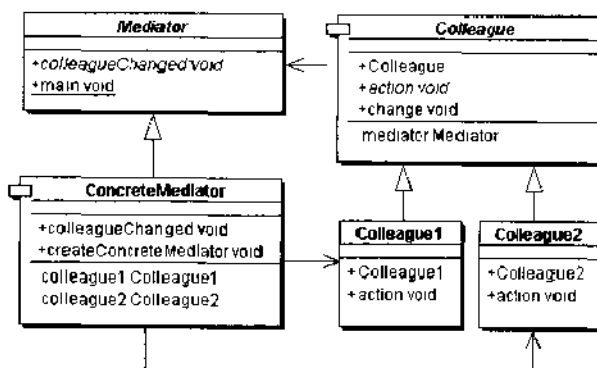 Mediator
+colleagueChanged void
+main void
Colleague
+Colleague
+action void
+change void
mediator Mediator
ConcreteMediator
+colleagueChanged void
+createConcreteMediator void
colleague1 Colleague1
colleague2 Colleague2
Colleague1
+Colleague1
+action void
Colleague2
+Colleague2
+action void